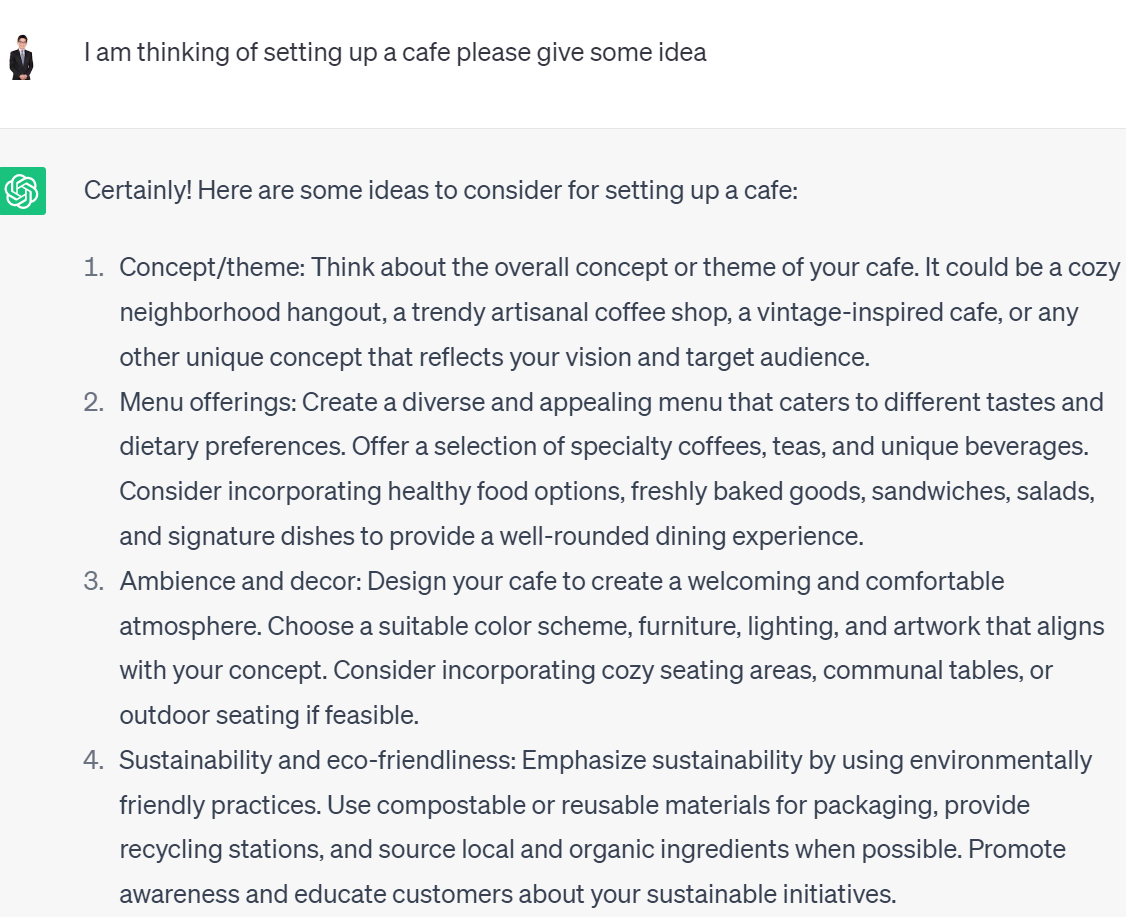 I am thinking of setting up a cafe please give some idea
Certainly! Here are some ideas to consider for setting up a cafe:
1. Concept/theme: Think about the overall concept or theme of your cafe. It could be a cozy
neighborhood hangout, a trendy artisanal coffee shop, a vintage-inspired cafe, or any
other unique concept that reflects your vision and target audience.
2. Menu offerings: Create a diverse and appealing menu that caters to different tastes and
dietary preferences. Offer a selection of specialty coffees, teas, and unique beverages.
Consider incorporating healthy food options, freshly baked goods, sandwiches, salads,
and signature dishes to provide a well-rounded dining experience.
3. Ambience and decor: Design your cafe to create a welcoming and comfortable
atmosphere. Choose a suitable color scheme, furniture, lighting, and artwork that aligns
with your concept. Consider incorporating cozy seating areas, communal tables, or
outdoor seating if feasible.
4. Sustainability and eco-friendliness: Emphasize sustainability by using environmentally
friendly practices. Use compostable or reusable materials for packaging, provide
recycling stations, and source local and organic ingredients when possible. Promote
awareness and educate customers about your sustainable initiatives.